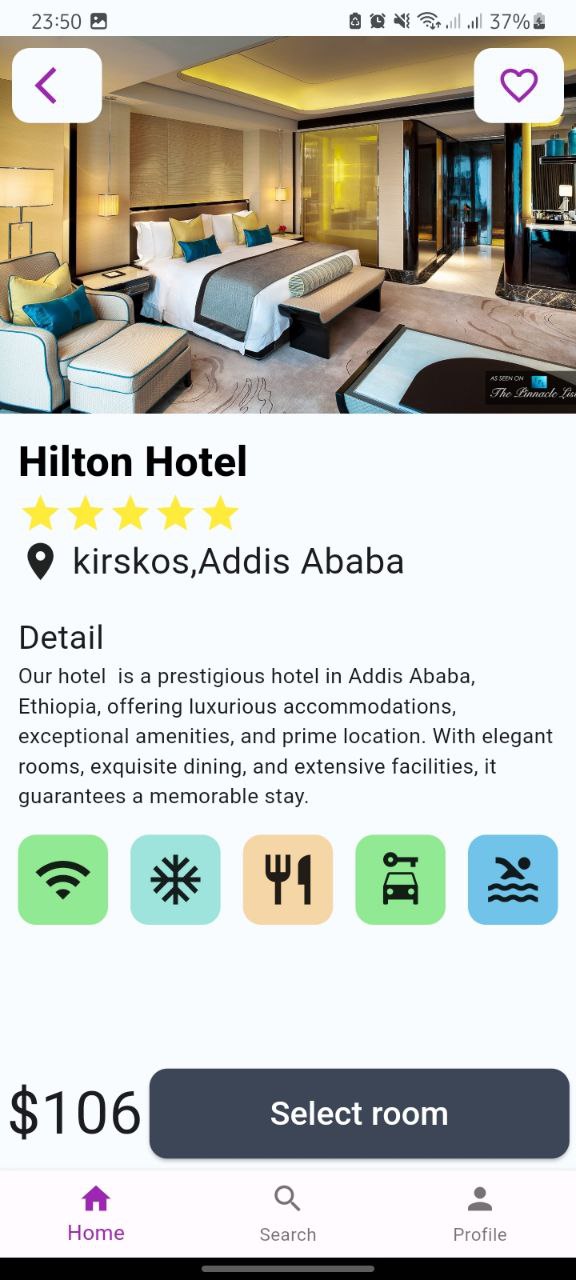 23:50 37%
AS SEEN ON
The Pinnacle Lis
Hilton Hotel
kirskos,Addis Ababa
Detail
Our hotel  is a prestigious hotel in Addis Ababa,
Ethiopia, offering luxurious accommodations,
exceptional amenities, and prime location. With elegant
rooms, exquisite dining, and extensive facilities, it
guarantees a memorable stay.
$106 Select room
Home Search Profile